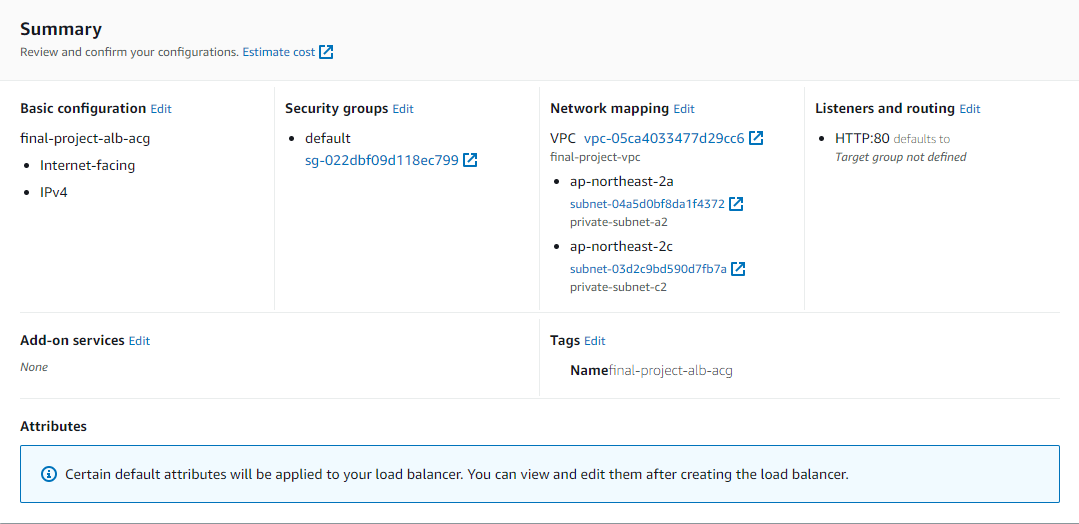 Summary
Review and confirm your configurations. Estimate cost
Basic configuration Edit
final-project-alb-acg
Internet-facing
IPv4
Security groups Edit
default
sg-022dbf09d118ec799
Network mapping Edit
VPC vpc-05ca4033477d29cc6
final-project-vpc
ap-northeast-2a
subnet-04a5d0bf8da1f4372
private-subnet-a2
ap-northeast-2c
subnet-03d2c9bd590d7fb7a
private-subnet-c2
Listeners and routing Edit
HTTP:80 defaults to
Target group not defined
Add-on services Edit
None
Tags Edit
Namefinal-project-alb-acg
Attributes
Certain default attributes will be applied to your load balancer. You can view and edit them after creating the load balancer.